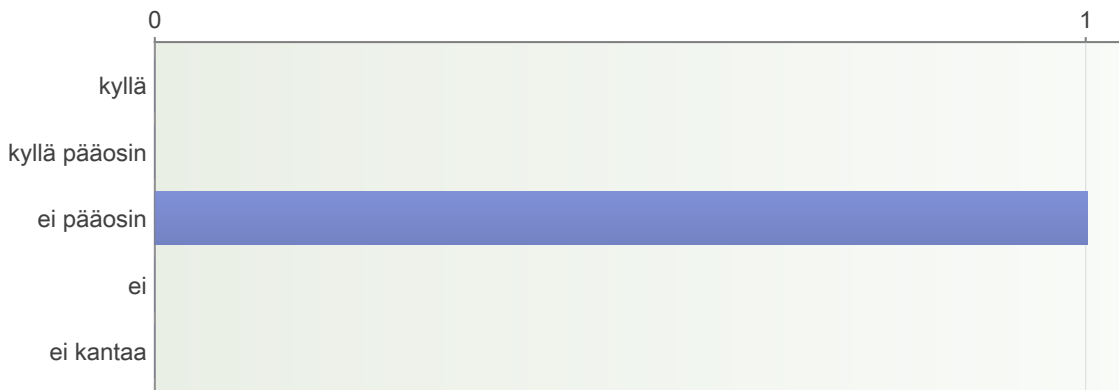 0 1
kyllä
kyllä pääosin
ei pääosin
ei
ei kantaa